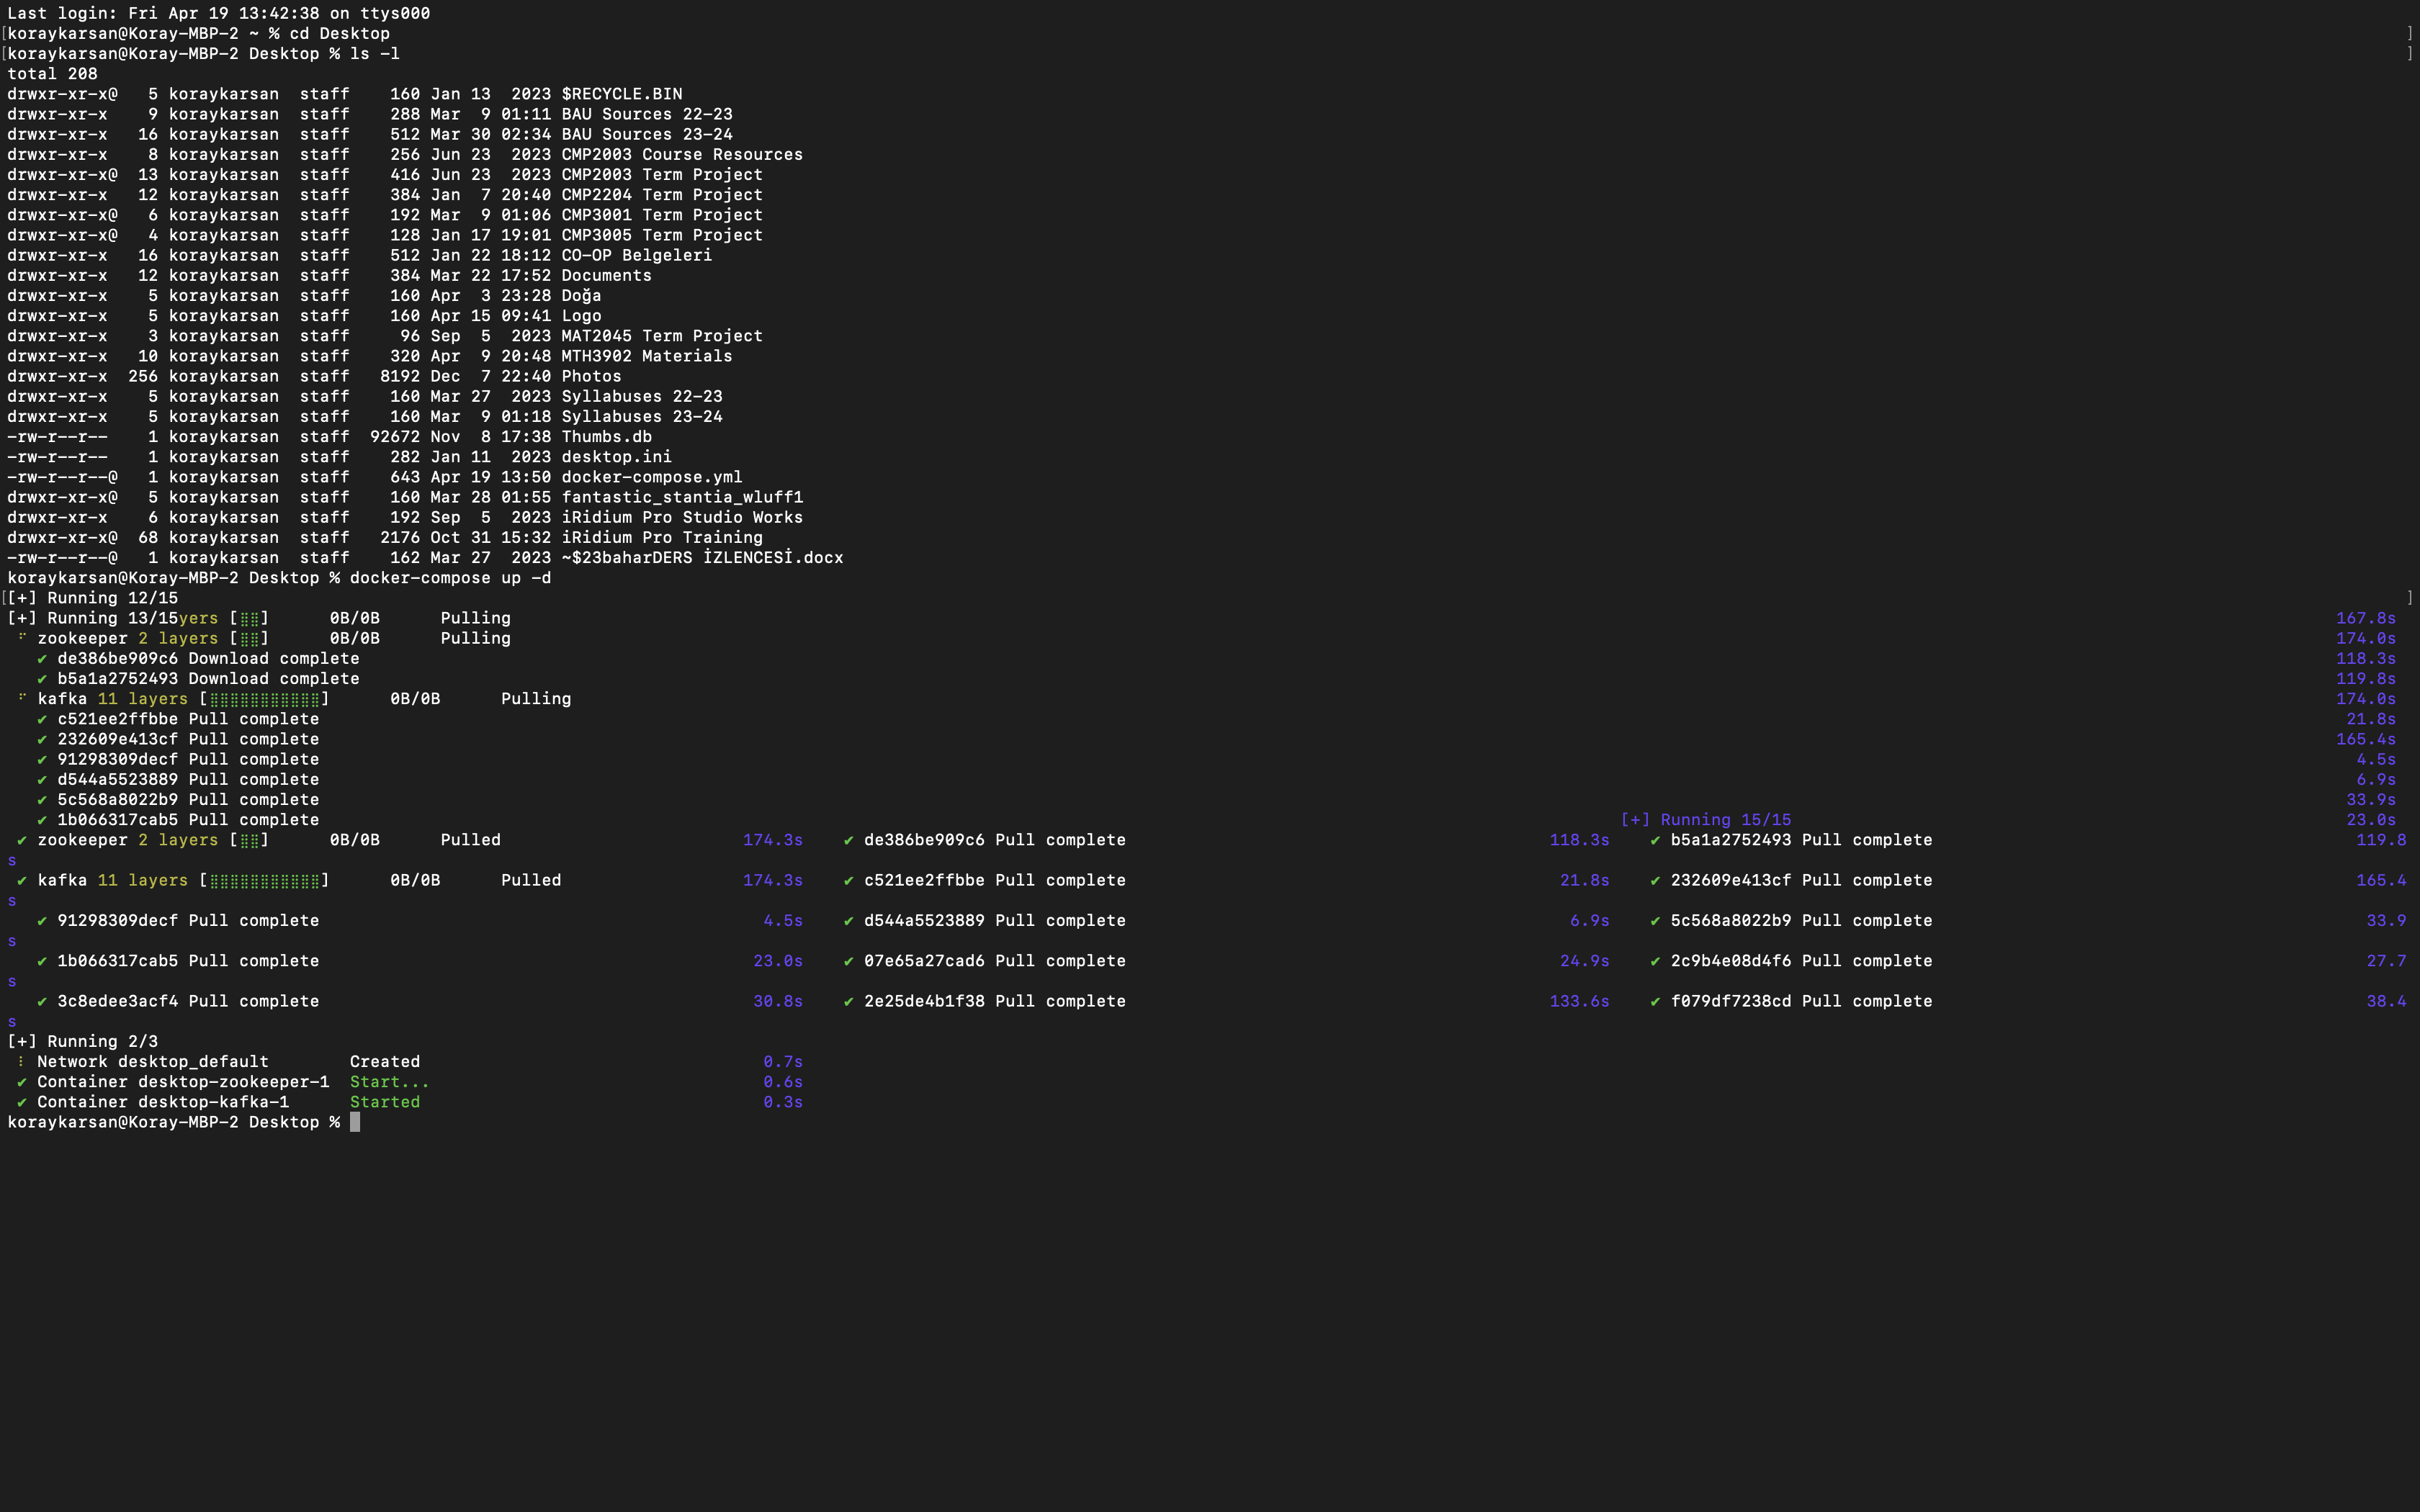 Last login: Fri Apr 19 13:42:38 on ttys000
[koraykarsan@Koray-MBP-2 ~ % cd Desktop ]
[koraykarsan@Koray-MBP-2 Desktop % ls -l ]
total 208
drwxr-xr-x@   5 koraykarsan  staff    160 Jan 13  2023 $RECYCLE.BIN
drwxr-xr-x    9 koraykarsan  staff    288 Mar  9 01:11 BAU Sources 22-23
drwxr-xr-x   16 koraykarsan  staff    512 Mar 30 02:34 BAU Sources 23-24
drwxr-xr-x    8 koraykarsan  staff    256 Jun 23  2023 CMP2003 Course Resources
drwxr-xr-x@  13 koraykarsan  staff    416 Jun 23  2023 CMP2003 Term Project
drwxr-xr-x   12 koraykarsan  staff    384 Jan  7 20:40 CMP2204 Term Project
drwxr-xr-x@   6 koraykarsan  staff    192 Mar  9 01:06 CMP3001 Term Project
drwxr-xr-x@   4 koraykarsan  staff    128 Jan 17 19:01 CMP3005 Term Project
drwxr-xr-x   16 koraykarsan  staff    512 Jan 22 18:12 CO-OP Belgeleri
drwxr-xr-x   12 koraykarsan  staff    384 Mar 22 17:52 Documents
drwxr-xr-x    5 koraykarsan  staff    160 Apr  3 23:28 Doğa
drwxr-xr-x    5 koraykarsan  staff    160 Apr 15 09:41 Logo
drwxr-xr-x    3 koraykarsan  staff     96 Sep  5  2023 MAT2045 Term Project
drwxr-xr-x   10 koraykarsan  staff    320 Apr  9 20:48 MTH3902 Materials
drwxr-xr-x  256 koraykarsan  staff   8192 Dec  7 22:40 Photos
drwxr-xr-x    5 koraykarsan  staff    160 Mar 27  2023 Syllabuses 22-23
drwxr-xr-x    5 koraykarsan  staff    160 Mar  9 01:18 Syllabuses 23-24
-rw-r--r--    1 koraykarsan  staff  92672 Nov  8 17:38 Thumbs.db
-rw-r--r--    1 koraykarsan  staff    282 Jan 11  2023 desktop.ini
-rw-r--r--@   1 koraykarsan  staff    643 Apr 19 13:50 docker-compose.yml
drwxr-xr-x@   5 koraykarsan  staff    160 Mar 28 01:55 fantastic_stantia_wluff1
drwxr-xr-x    6 koraykarsan  staff    192 Sep  5  2023 iRidium Pro Studio Works
drwxr-xr-x@  68 koraykarsan  staff   2176 Oct 31 15:32 iRidium Pro Training
-rw-r--r--@   1 koraykarsan  staff    162 Mar 27  2023 ~$23baharDERS İZLENCESİ.docx
koraykarsan@Koray-MBP-2 Desktop % docker-compose up -d
[[+] Running 12/15 ]
[+] Running 13/15yers [⣿⣿]      0B/0B      Pulling 167.8s
⠋ zookeeper 2 layers [⣿⣿]      0B/0B      Pulling 174.0s
✔ de386be909c6 Download complete 118.3s
✔ b5a1a2752493 Download complete 119.8s
⠋ kafka 11 layers [⣿⣿⣿⣿⣿⣿⣿⣿⣿⣿⣿]      0B/0B      Pulling 174.0s
✔ c521ee2ffbbe Pull complete 21.8s
✔ 232609e413cf Pull complete 165.4s
✔ 91298309decf Pull complete 4.5s
✔ d544a5523889 Pull complete 6.9s
✔ 5c568a8022b9 Pull complete 33.9s
✔ 1b066317cab5 Pull complete [+] Running 15/15 23.0s
✔ zookeeper 2 layers [⣿⣿]      0B/0B      Pulled 174.3s ✔ de386be909c6 Pull complete 118.3s ✔ b5a1a2752493 Pull complete 119.8
s
✔ kafka 11 layers [⣿⣿⣿⣿⣿⣿⣿⣿⣿⣿⣿]      0B/0B      Pulled 174.3s ✔ c521ee2ffbbe Pull complete 21.8s ✔ 232609e413cf Pull complete 165.4
s
✔ 91298309decf Pull complete 4.5s ✔ d544a5523889 Pull complete 6.9s ✔ 5c568a8022b9 Pull complete 33.9
s
✔ 1b066317cab5 Pull complete 23.0s ✔ 07e65a27cad6 Pull complete 24.9s ✔ 2c9b4e08d4f6 Pull complete 27.7
s
✔ 3c8edee3acf4 Pull complete 30.8s ✔ 2e25de4b1f38 Pull complete 133.6s ✔ f079df7238cd Pull complete 38.4
s
[+] Running 2/3
⠸ Network desktop_default        Created 0.7s
✔ Container desktop-zookeeper-1  Start... 0.6s
✔ Container desktop-kafka-1      Started 0.3s
koraykarsan@Koray-MBP-2 Desktop %